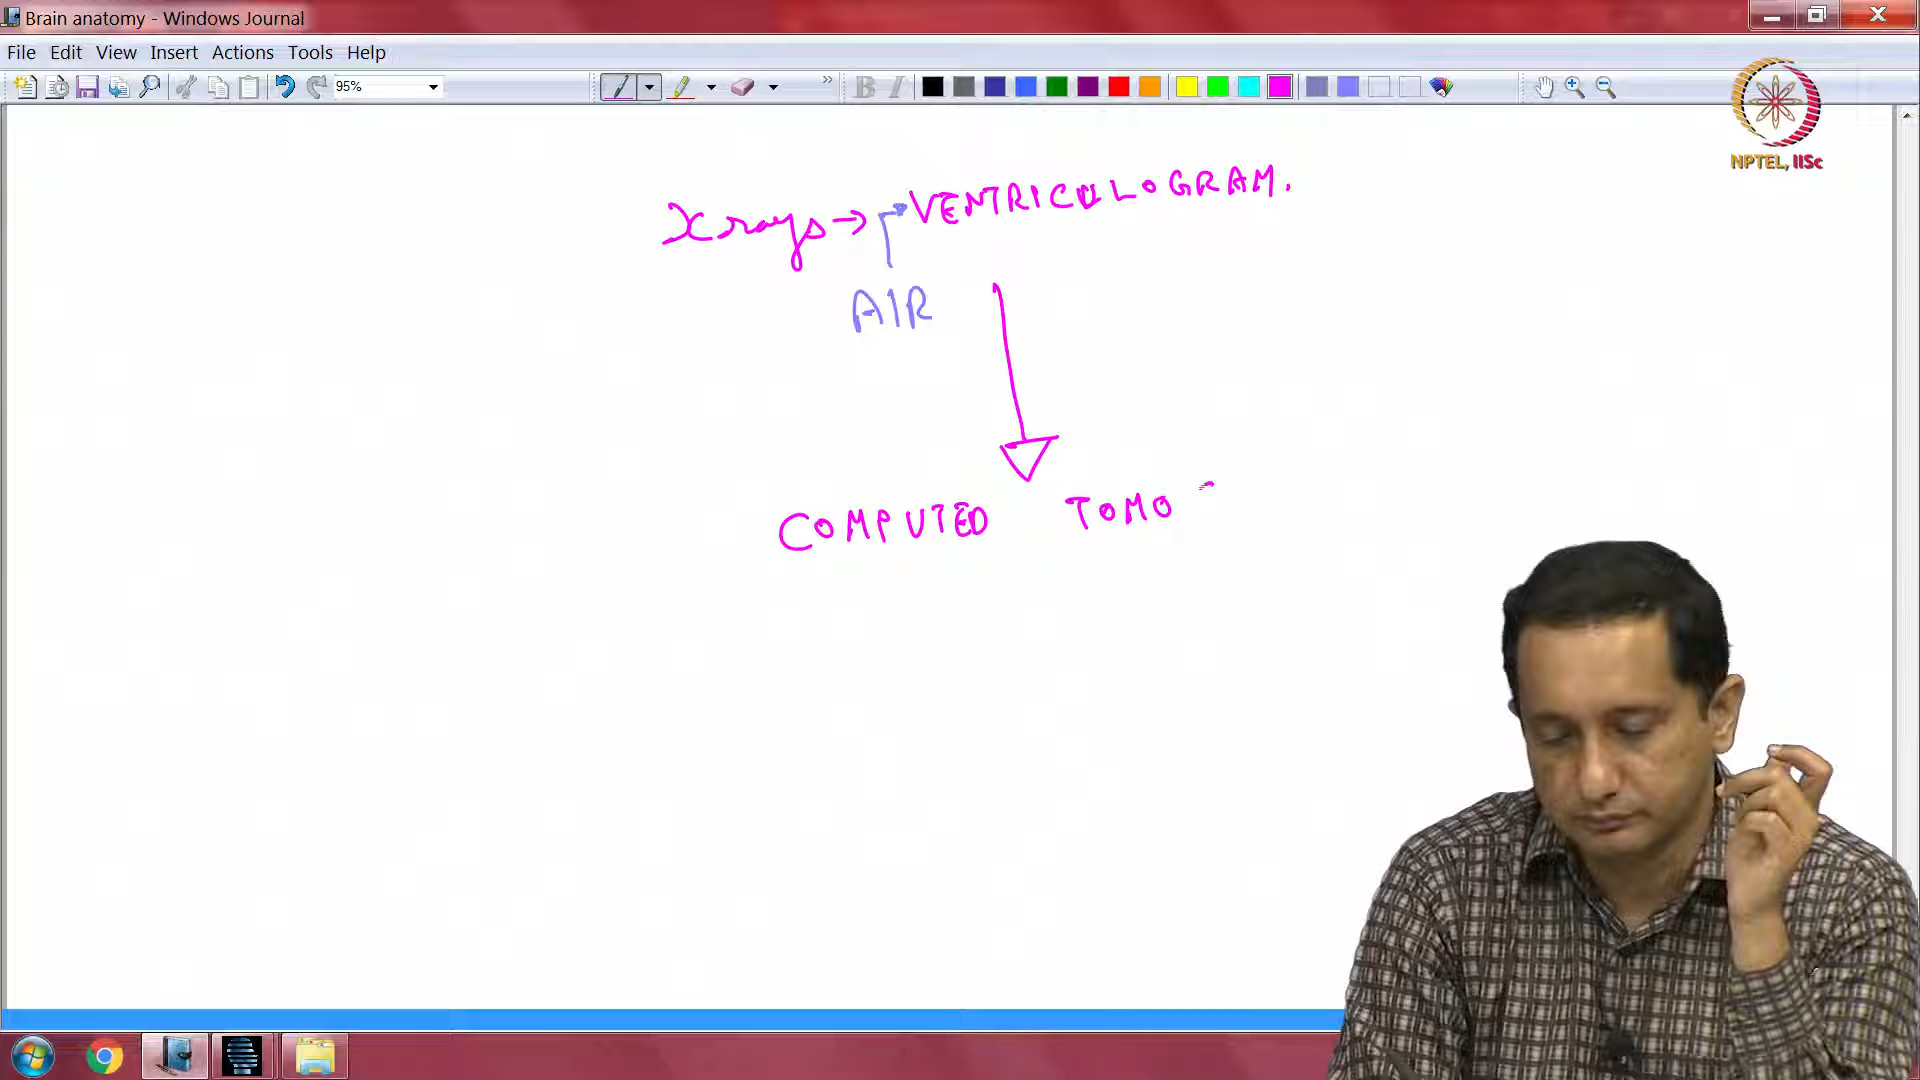 Brain anatomy - Windows Journal
File Edit View Insert Actions Tools Help
95%
NPTEL, IISc
Xrays → VENTRICULOGRAM.
AIR
COMPUTED TOMO